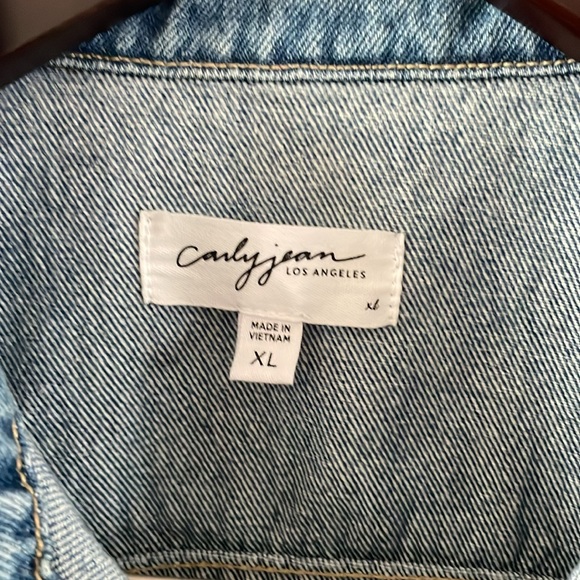 carlyjean
LOS ANGELES
xl
MADE IN
VIETNAM
XL